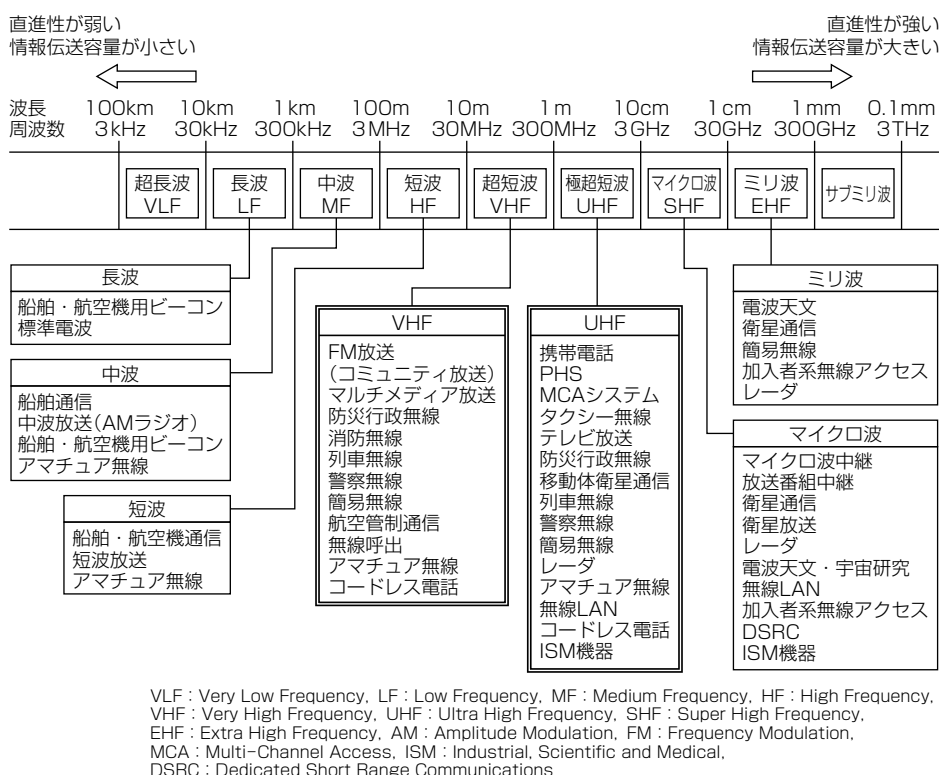 直進性が弱い
情報伝送容量が小さい
直進性が強い
情報伝送容量が大きい
波長 100km 10km 1km 100m 10m 1m 10cm 1cm 1mm 0.1mm
周波数 3kHz 30kHz 300kHz 3MHz 30MHz 300MHz 3GHz 30GHz 300GHz 3THz
超長波
VLF
長波
LF
中波
MF
短波
HF
超短波
VHF
極超短波
UHF
マイクロ波
SHF
ミリ波
EHF
サブミリ波
長波
船舶・航空機用ビーコン
標準電波
中波
船舶通信
中波放送(AMラジオ)
船舶・航空機用ビーコン
アマチュア無線
短波
船舶・航空機通信
短波放送
アマチュア無線
VHF
FM放送
(コミュニティ放送)
マルチメディア放送
防災行政無線
消防無線
列車無線
警察無線
簡易無線
航空管制通信
無線呼出
アマチュア無線
コードレス電話
UHF
携帯電話
PHS
MCAシステム
タクシー無線
テレビ放送
防災行政無線
移動体衛星通信
列車無線
警察無線
簡易無線
レーダ
アマチュア無線
無線LAN
コードレス電話
ISM機器
ミリ波
電波天文
衛星通信
簡易無線
加入者系無線アクセス
レーダ
マイクロ波
マイクロ波中継
放送番組中継
衛星通信
衛星放送
レーダ
電波天文・宇宙研究
無線LAN
加入者系無線アクセス
DSRC
ISM機器
VLF：Very Low Frequency, LF：Low Frequency, MF：Medium Frequency, HF：High Frequency,
VHF：Very High Frequency, UHF：Ultra High Frequency, SHF：Super High Frequency,
EHF：Extra High Frequency, AM：Amplitude Modulation, FM：Frequency Modulation,
MCA：Multi-Channel Access, ISM：Industrial, Scientific and Medical,
DSRC：Dedicated Short Range Communications